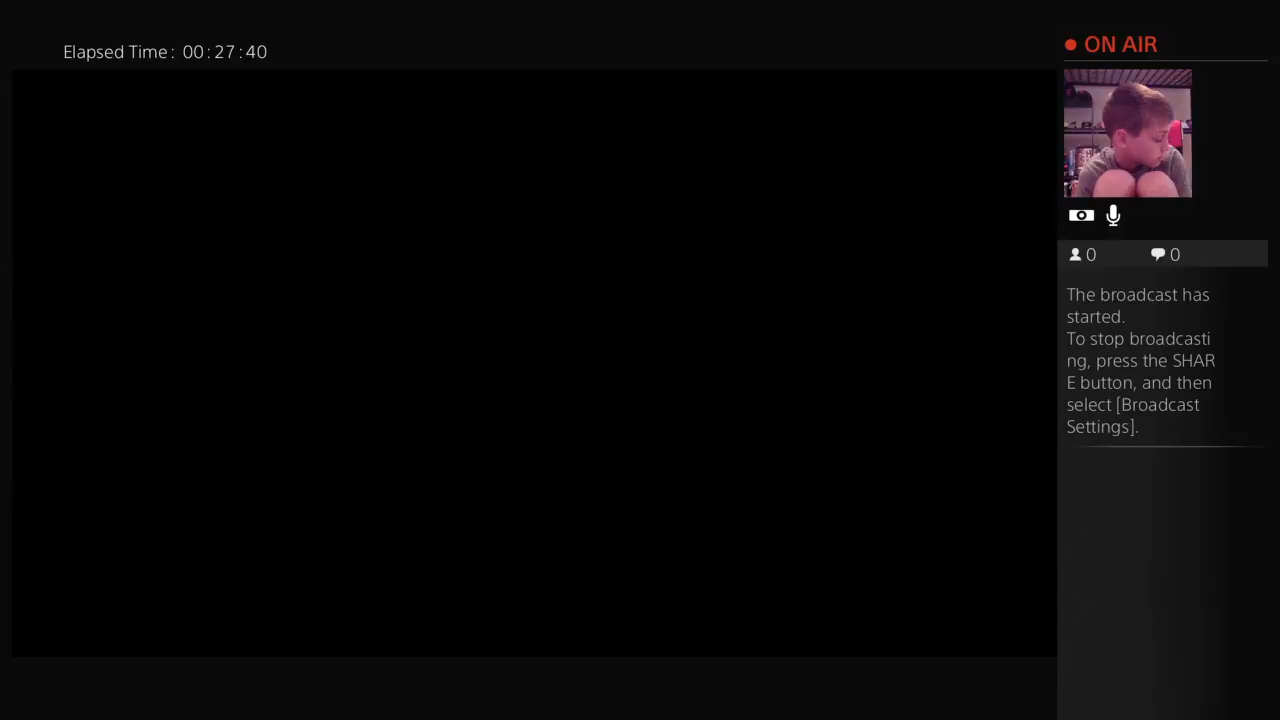 Elapsed Time: 00:27:40
ON AIR
0 0
The broadcast has
started.
To stop broadcasti
ng, press the SHAR
E button, and then
select [Broadcast
Settings].